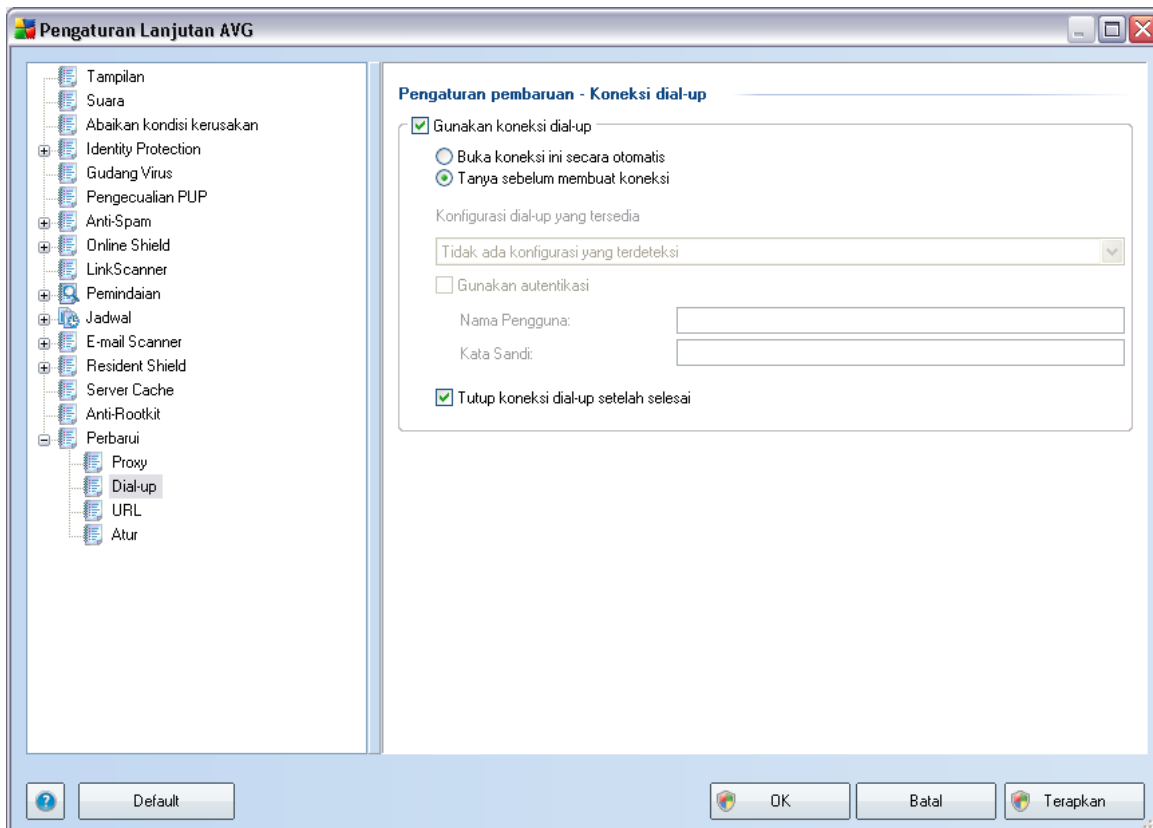 Pengaturan Lanjutan AVG
Tampilan
Suara
Abaikan kondisi kerusakan
Identity Protection
Gudang Virus
Pengecualian PUP
Anti-Spam
Online Shield
LinkScanner
Pemindaian
Jadwal
E-mail Scanner
Resident Shield
Server Cache
Anti-Rootkit
Perbarui
Proxy
Dial-up
URL
Atur
Pengaturan pembaruan - Koneksi dial-up
Gunakan koneksi dial-up
Buka koneksi ini secara otomatis
Tanya sebelum membuat koneksi
Konfigurasi dial-up yang tersedia
Tidak ada konfigurasi yang terdeteksi
Gunakan autentikasi
Nama Pengguna:
Kata Sandi:
Tutup koneksi dial-up setelah selesai
Default
OK
Batal
Terapkan